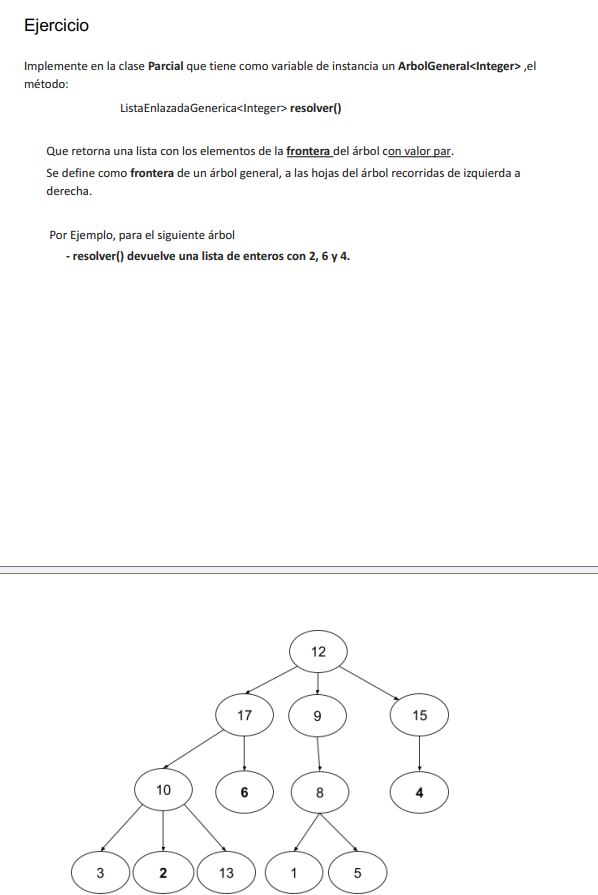 Ejercicio
Implemente en la clase Parcial que tiene como variable de instancia un ArbolGeneral<Integer> ,el
método:
ListaEnlazadaGenerica<Integer> resolver()
Que retorna una lista con los elementos de la frontera del árbol con valor par.
Se define como frontera de un árbol general, a las hojas del árbol recorridas de izquierda a
derecha.
Por Ejemplo, para el siguiente árbol
- resolver() devuelve una lista de enteros con 2, 6 y 4.
12
17 9 15
10 6 8 4
3 2 13 1 5